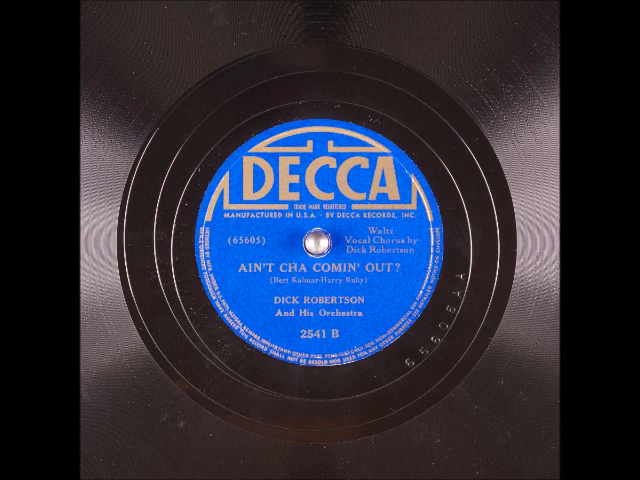 DECCA
TRADE MARK REGISTERED
MANUFACTURED IN U.S.A. · BY DECCA RECORDS, INC.
(65605)
Waltz
Vocal Chorus by
Dick Robertson
AIN'T CHA COMIN' OUT?
(Bert Kalmar-Harry Ruby)
DICK ROBERTSON
And His Orchestra
2541 B
65605AA